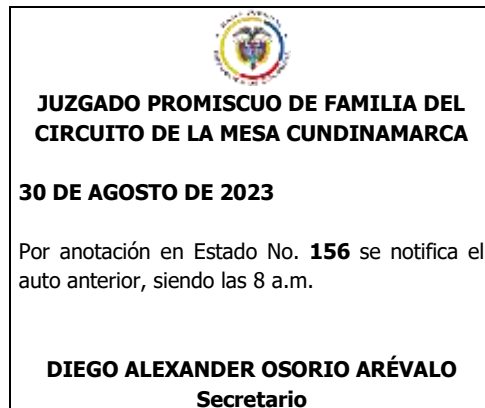 JUZGADO PROMISCUO DE FAMILIA DEL
CIRCUITO DE LA MESA CUNDINAMARCA
30 DE AGOSTO DE 2023
Por anotación en Estado No. 156 se notifica el
auto anterior, siendo las 8 a.m.
DIEGO ALEXANDER OSORIO ARÉVALO
Secretario